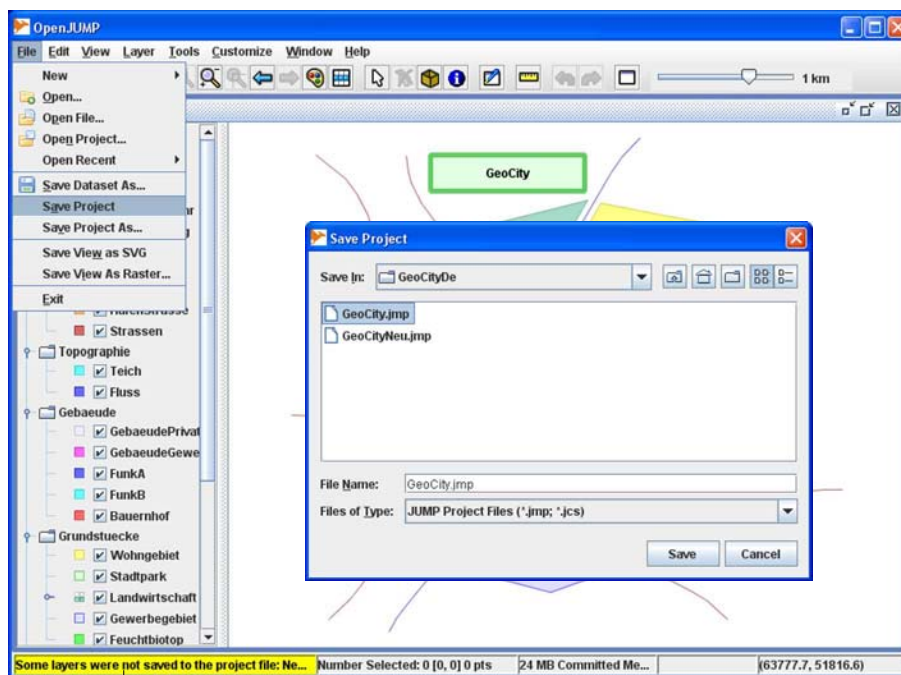 OpenJUMP
File Edit View Layer Tools Customize Window Help
1 km
New
Open...
Open File...
Open Project...
Open Recent
Save Dataset As...
Save Project
Save Project As...
Save View as SVG
Save View As Raster...
Exit
Strassen
Topographie
Teich
Fluss
Gebaeude
GebaeudePrivat
GebaeudeGewe
FunkA
FunkB
Bauernhof
Grundstuecke
Wohngebiet
Stadtpark
Landwirtschaft
Gewerbegebiet
Feuchtbiotop
GeoCity
Save Project
Save In: GeoCityDe
GeoCity.jmp
GeoCityNeu.jmp
File Name: GeoCity.jmp
Files of Type: JUMP Project Files (*.jmp; *.jcs)
Save Cancel
Some layers were not saved to the project file: Ne... Number Selected: 0 [0, 0] 0 pts 24 MB Committed Me... (63777.7, 51816.6)